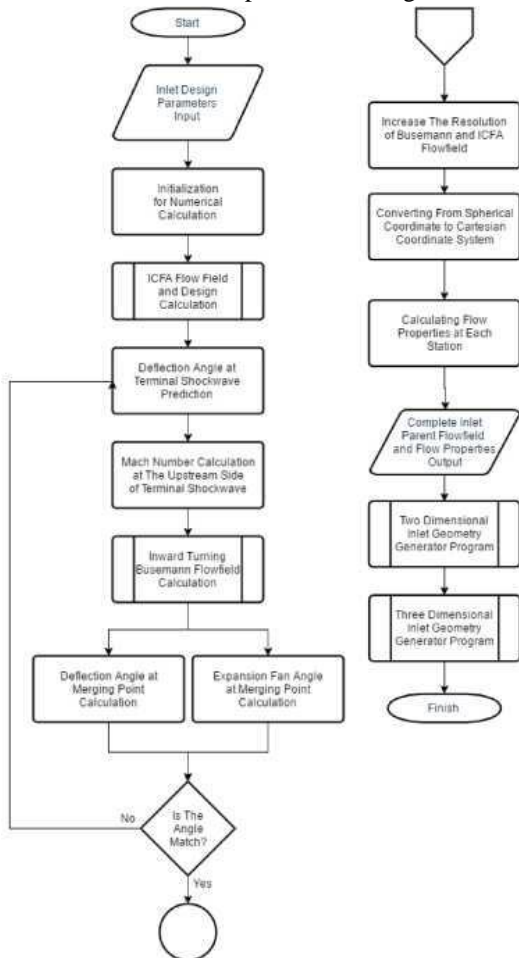 Start
Inlet Design
Parameters
Input
Initialization
for Numerical
Calculation
ICFA Flow Field
and Design
Calculation
Deflection Angle at
Terminal Shockwave
Prediction
Mach Number Calculation
at The Upstream Side
of Terminal Shockwave
Inward Turning
Busemann Flowfield
Calculation
Deflection Angle at
Merging Point
Calculation
Expansion Fan Angle
at Merging Point
Calculation
Is The
Angle
Match?
No
Yes
Increase The Resolution
of Busemann and ICFA
Flowfield
Converting From Spherical
Coordinate to Cartesian
Coordinate System
Calculating Flow
Properties at Each
Station
Complete Inlet
Parent Flowfield
and Flow Properties
Output
Two Dimensional
Inlet Geometry
Generator Program
Three Dimensional
Inlet Geometry
Generator Program
Finish